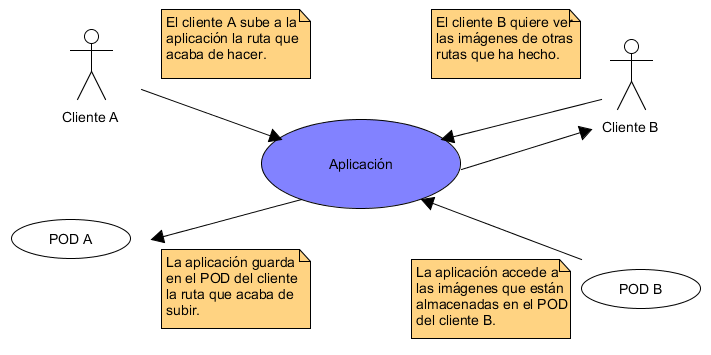 El cliente A sube a la
aplicación la ruta que
acaba de hacer.
El cliente B quiere ver
las imágenes de otras
rutas que ha hecho.
Cliente A
Cliente B
Aplicación
POD A
La aplicación guarda
en el POD del cliente
la ruta que acaba de
subir.
La aplicación accede a
las imágenes que están
almacenadas en el POD
del cliente B.
POD B